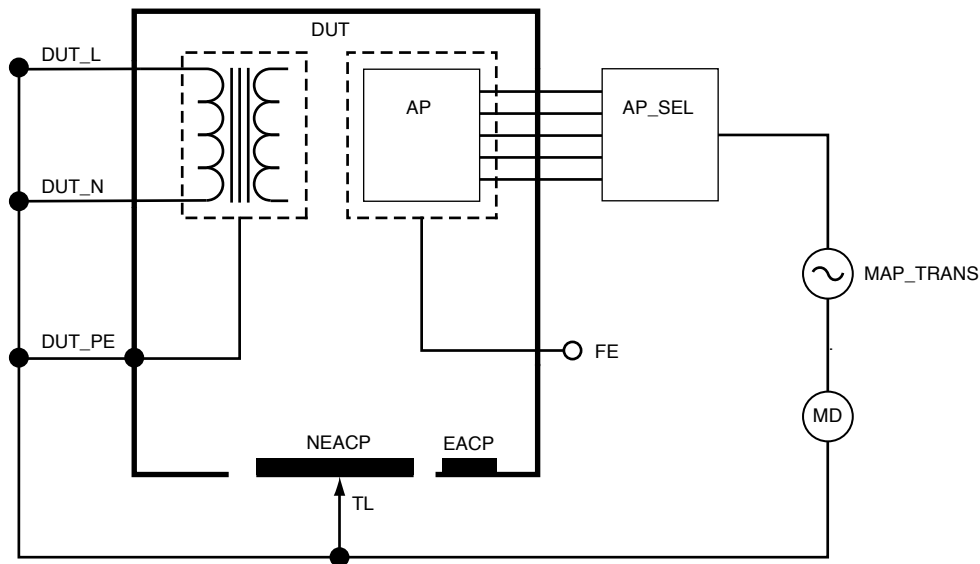 DUT
DUT_L
AP
AP_SEL
DUT_N
MAP_TRANS
DUT_PE
FE
MD
NEACP
EACP
TL